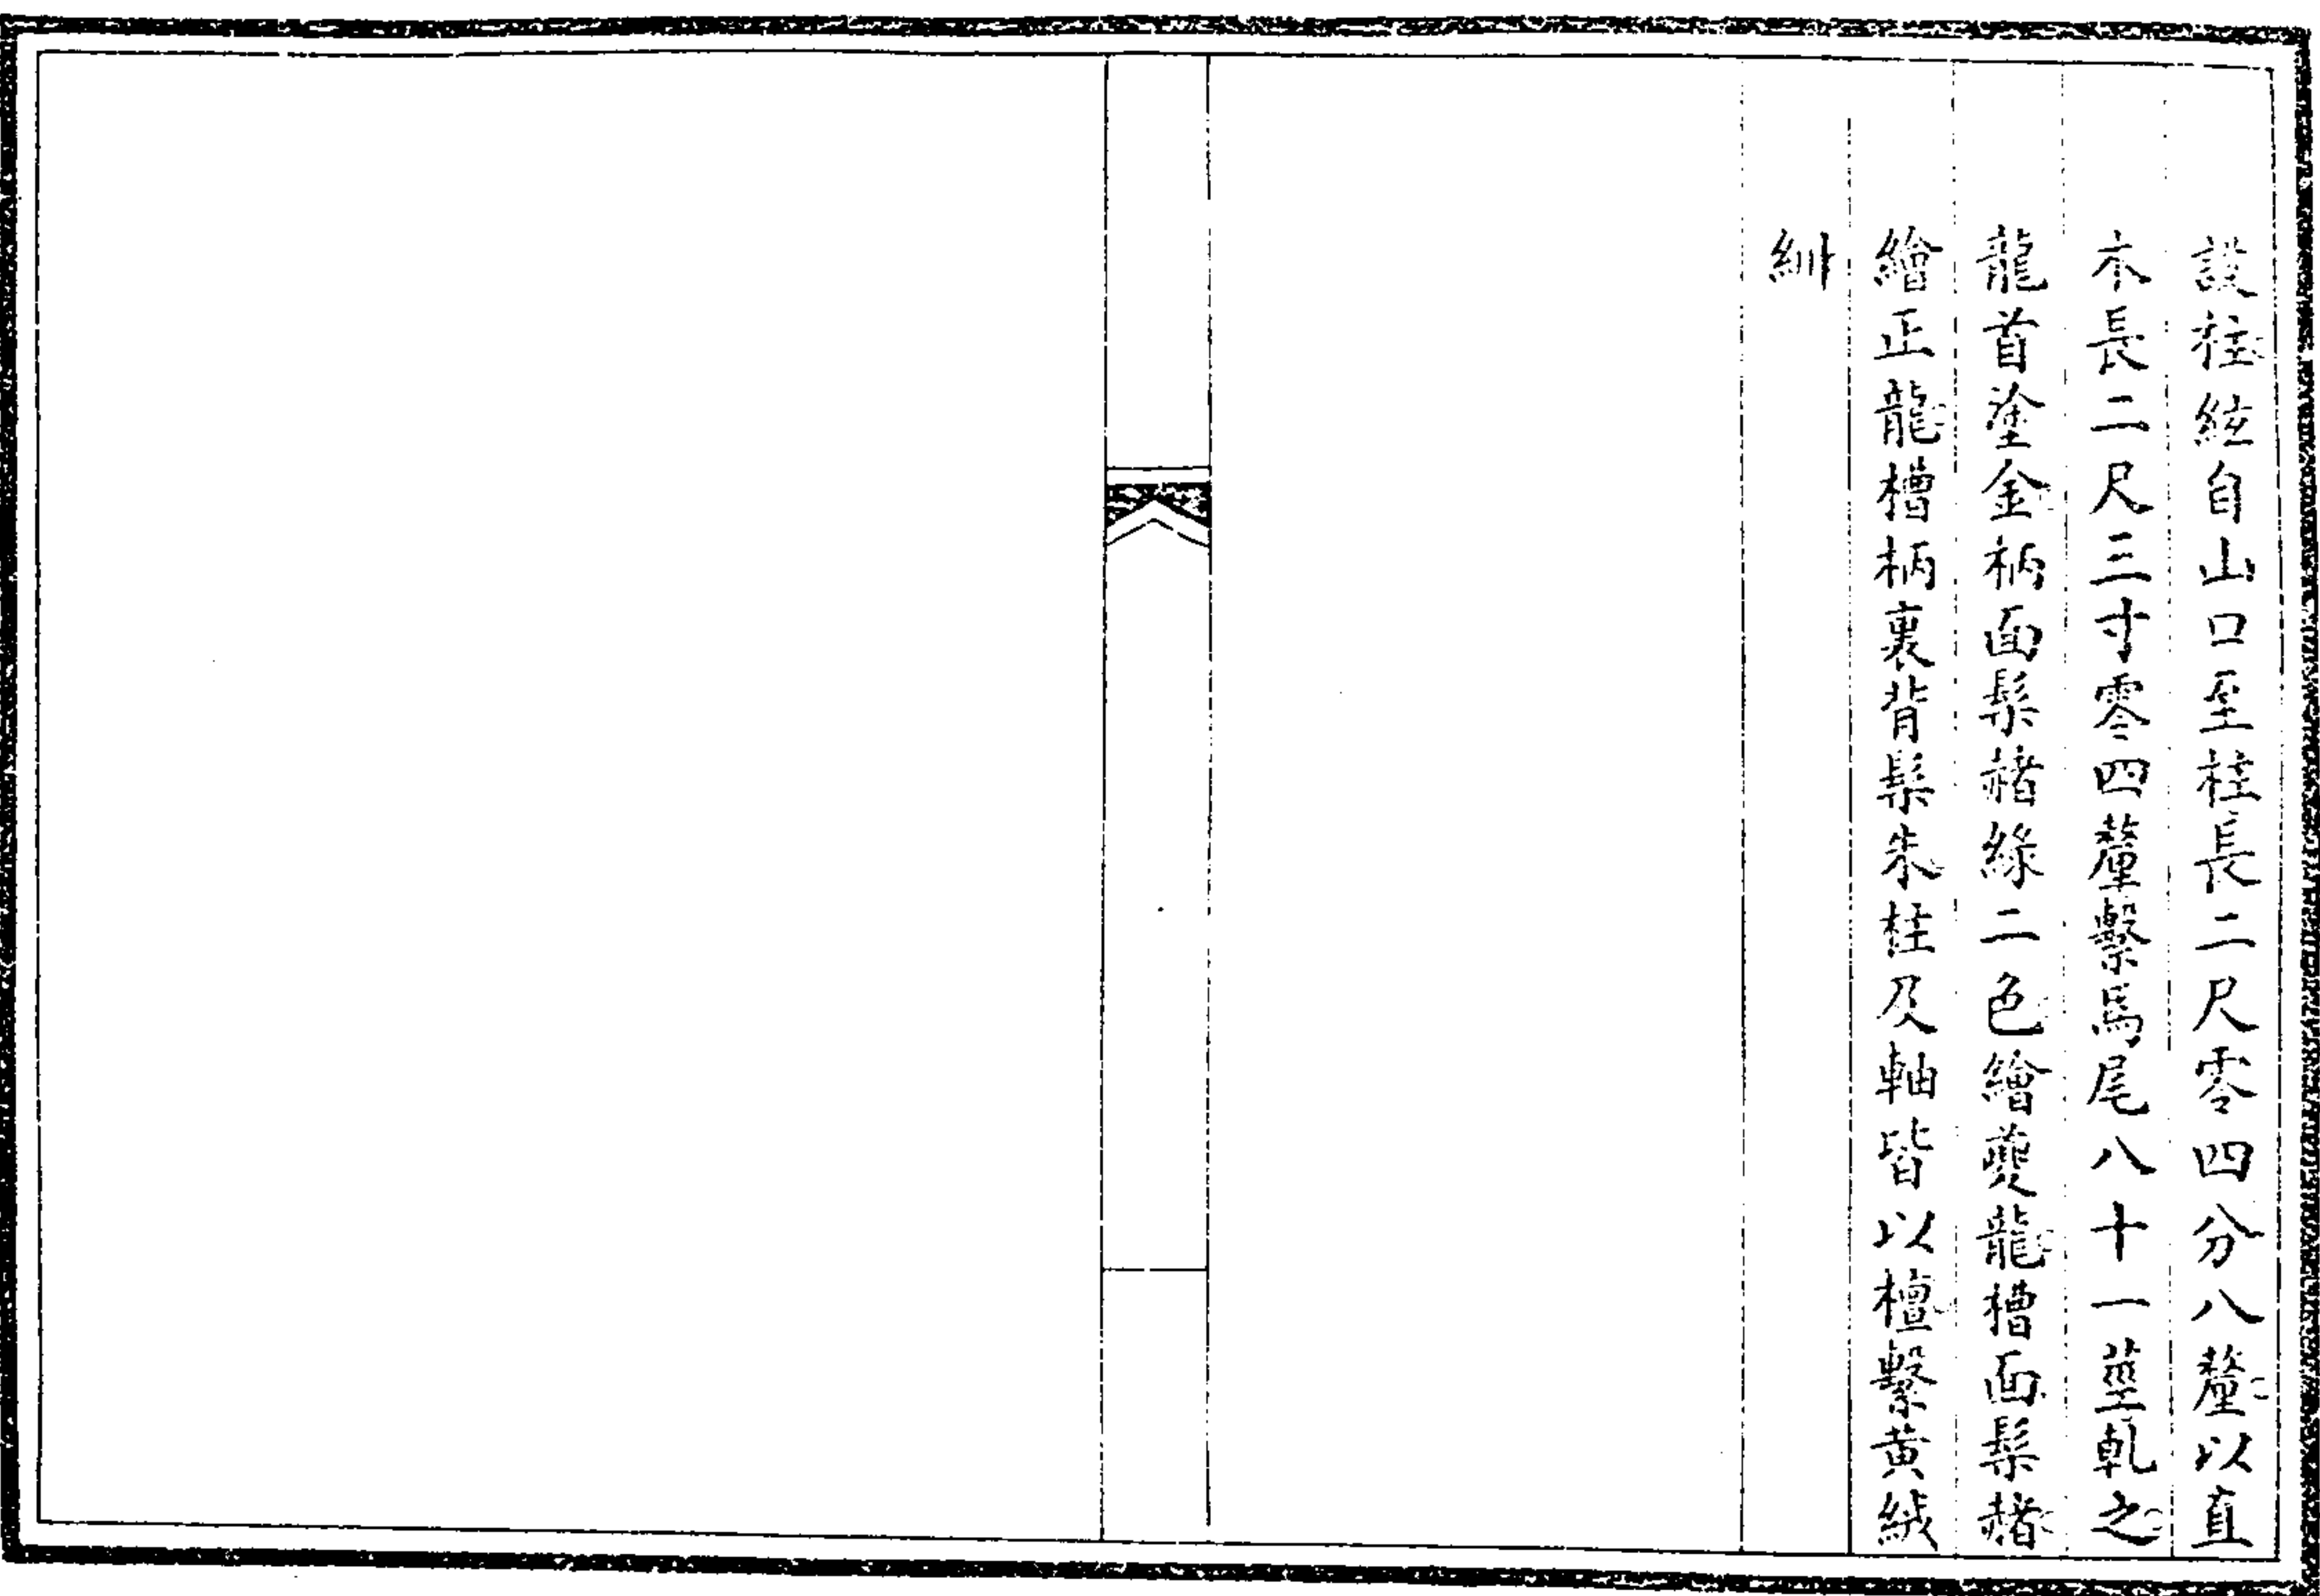 設柱絃自山口至柱長二尺零四分八釐以直
木長二尺三寸零四釐繫馬尾八十一莖軋之
龍首塗金柄面髹赭綠二色繪夔龍槽面髹赭
繪正龍槽柄裏背髹朱柱及軸皆以檀繫黃絨
紃